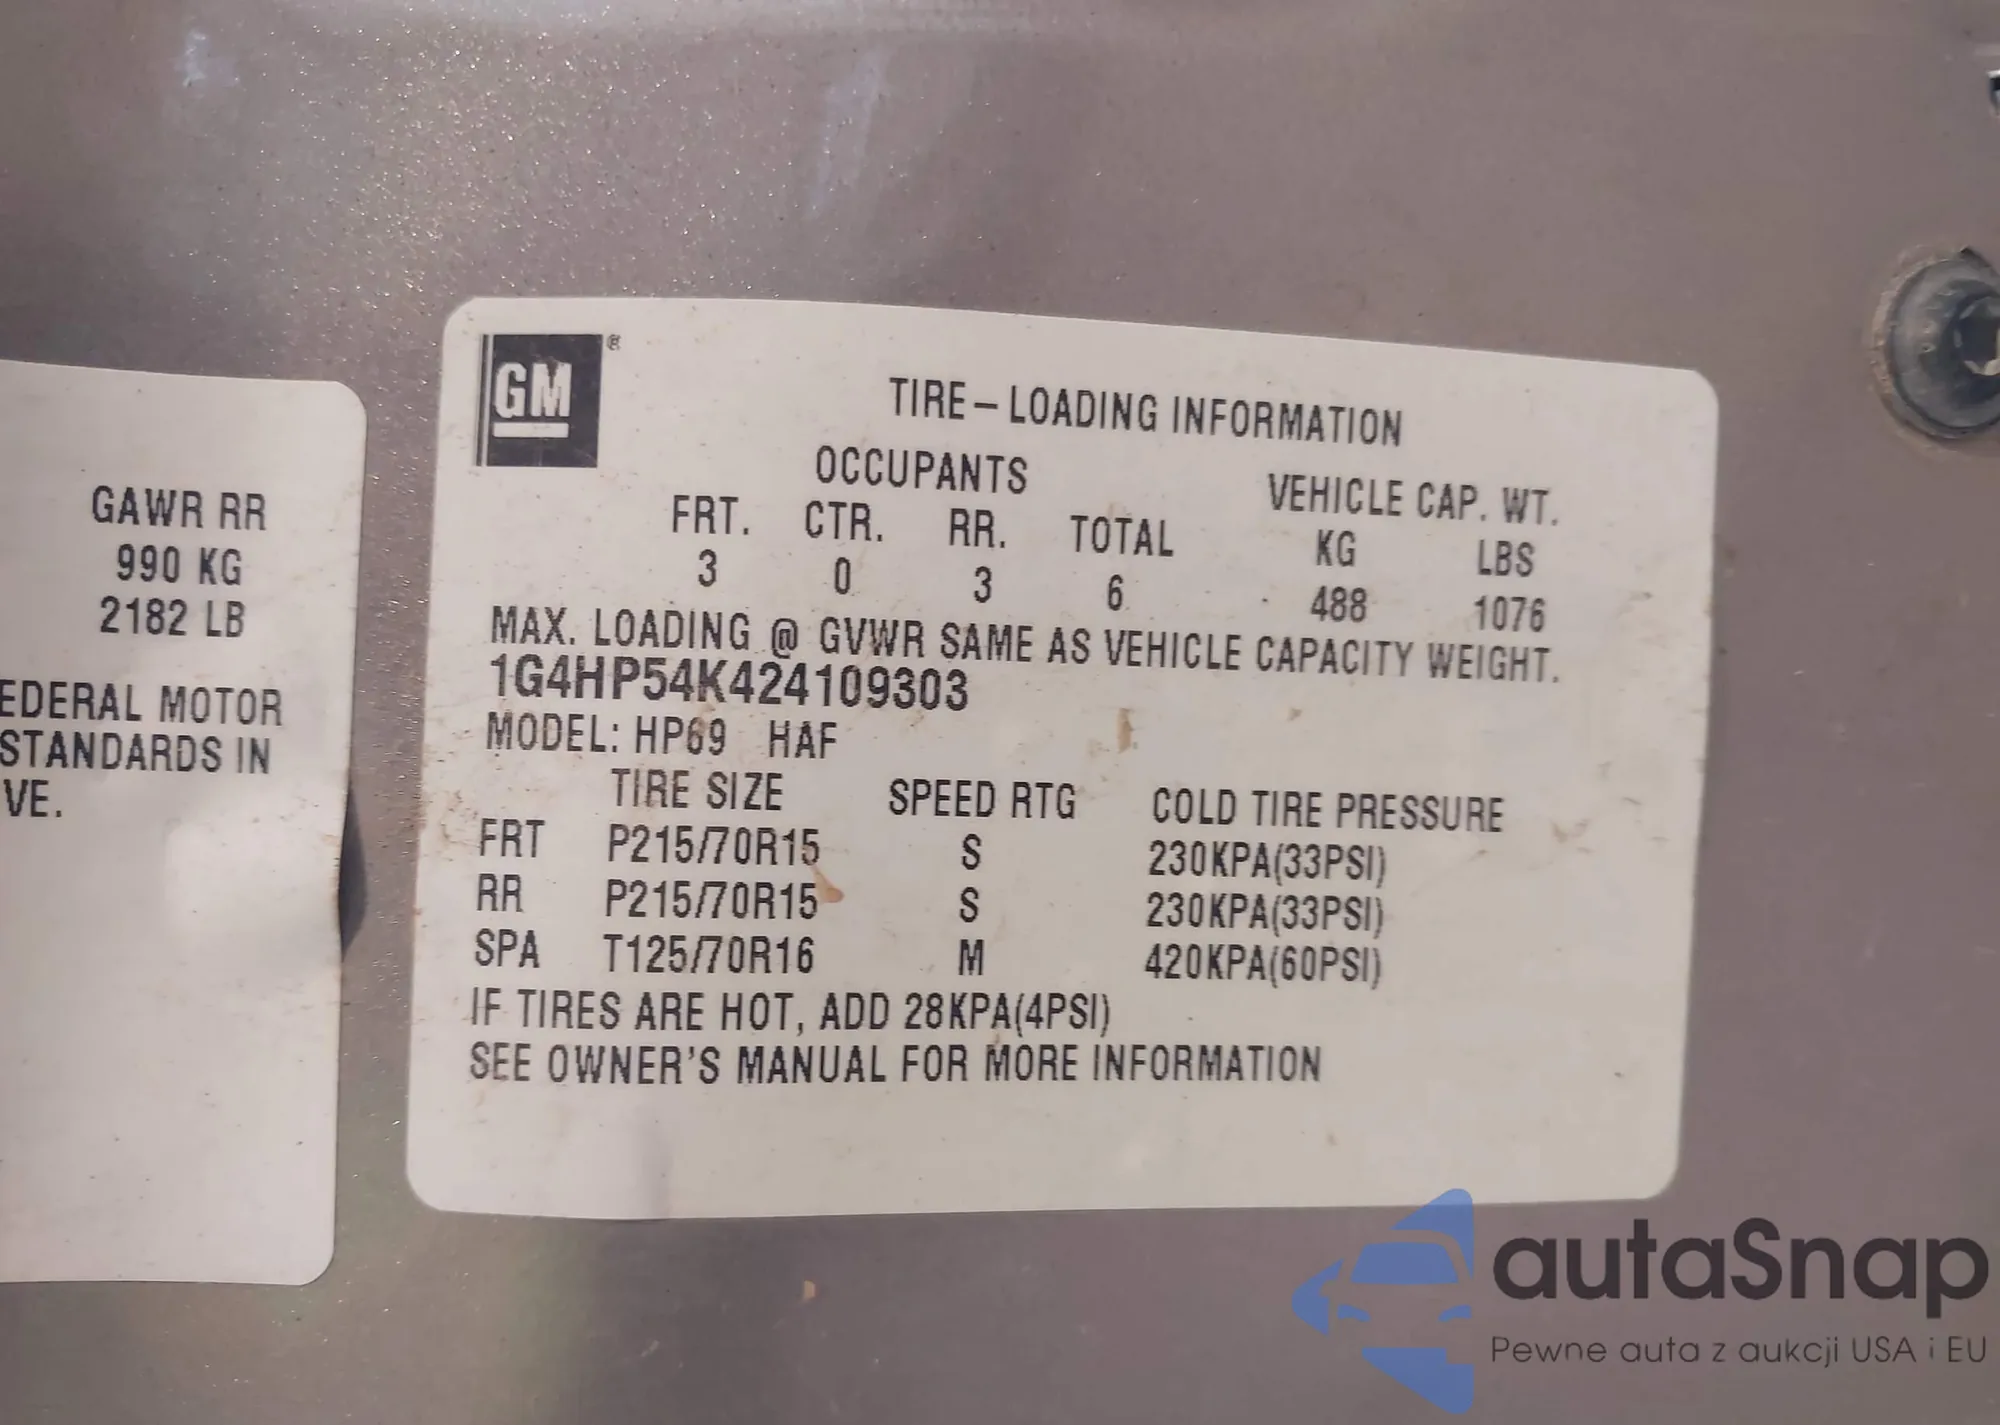 GAWR RR
990 KG
2182 LB
EDERAL MOTOR
STANDARDS IN
VE.
GM ®
TIRE – LOADING INFORMATION
OCCUPANTS VEHICLE CAP. WT.
FRT. CTR. RR. TOTAL KG LBS
3 0 3 6 488 1076
MAX. LOADING @ GVWR SAME AS VEHICLE CAPACITY WEIGHT.
1G4HP54K424109303
MODEL: HP69 HAF
TIRE SIZE SPEED RTG COLD TIRE PRESSURE
FRT P215/70R15 S 230KPA(33PSI)
RR P215/70R15 S 230KPA(33PSI)
SPA T125/70R16 M 420KPA(60PSI)
IF TIRES ARE HOT, ADD 28KPA(4PSI)
SEE OWNER'S MANUAL FOR MORE INFORMATION
autaSnap
Pewne auta z aukcji USA i EU